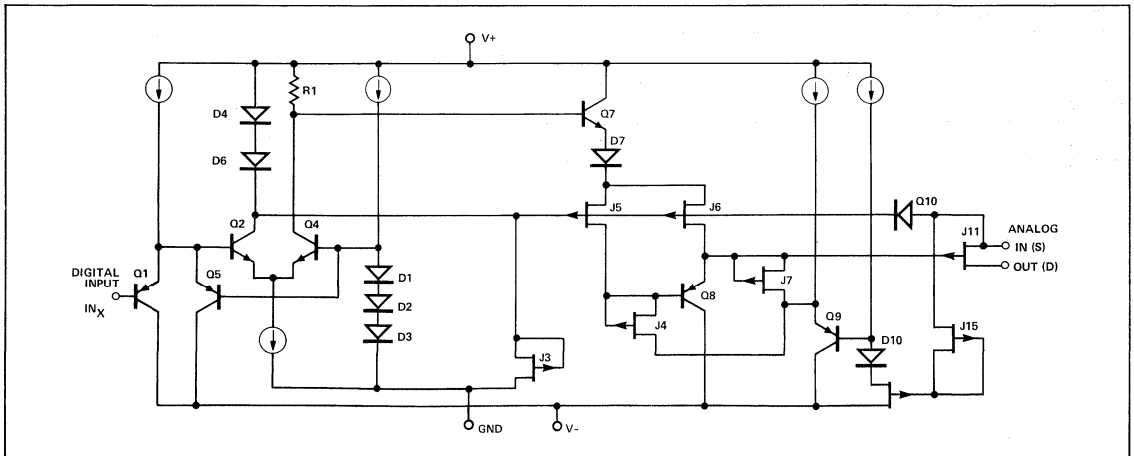 V+
R1
D4
Q7
D7
D6
Q10
J5
J6
J11
ANALOG
IN (S)
OUT (D)
Q2
Q4
DIGITAL
INPUT
INX
Q1
Q5
D1
D2
D3
Q8
J7
J4
Q9
D10
J15
J3
GND
V-